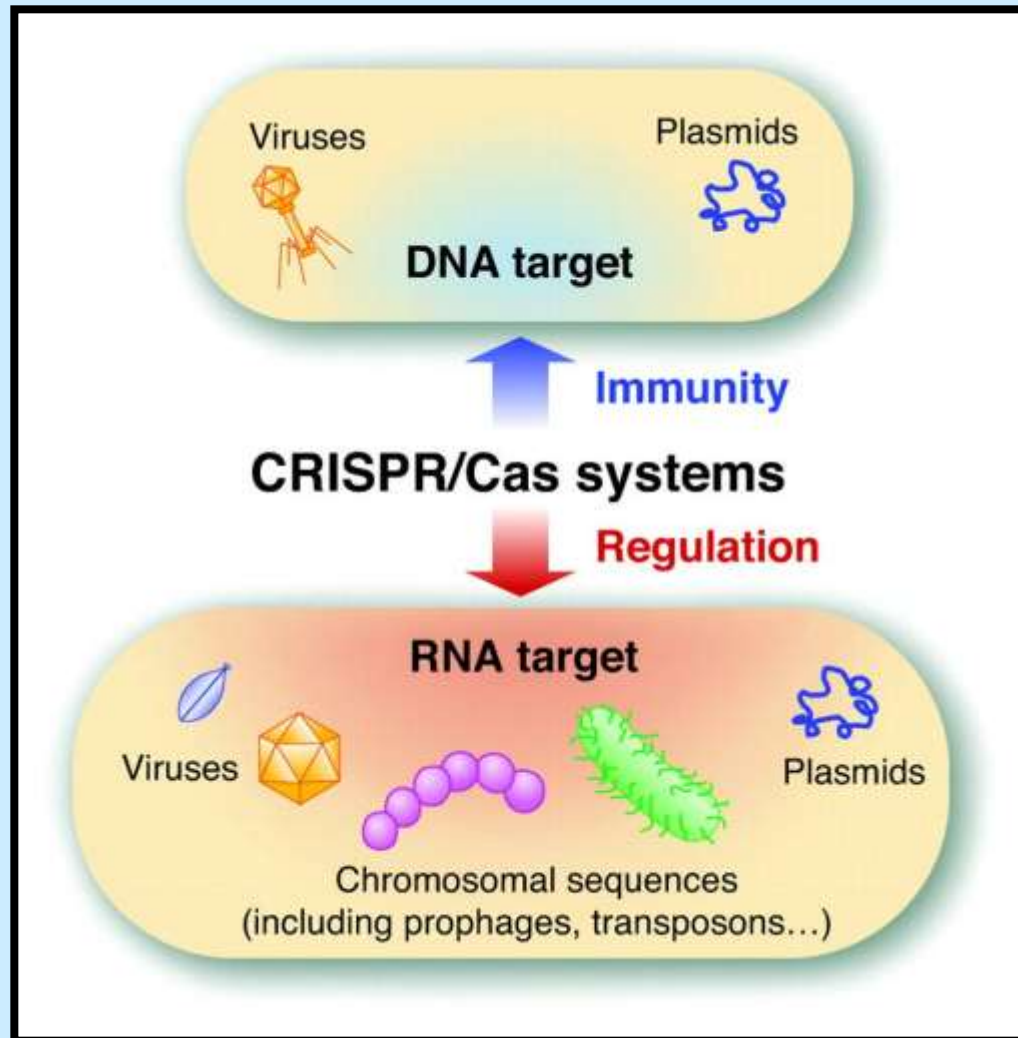 Viruses
Plasmids
DNA target
Immunity
CRISPR/Cas systems
Regulation
RNA target
Viruses
Plasmids
Chromosomal sequences
(including prophages, transposons…)